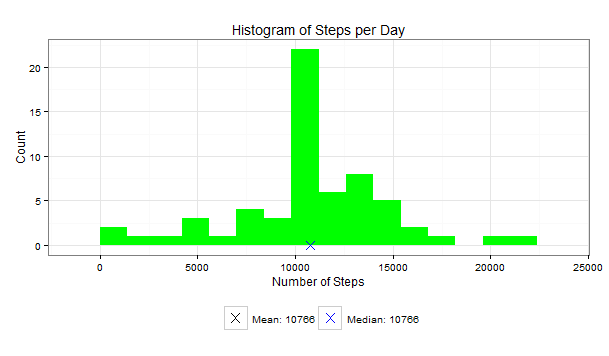 Histogram of Steps per Day
Count
20
15
10
5
0
0 5000 10000 15000 20000 25000
Number of Steps
Mean: 10766 Median: 10766